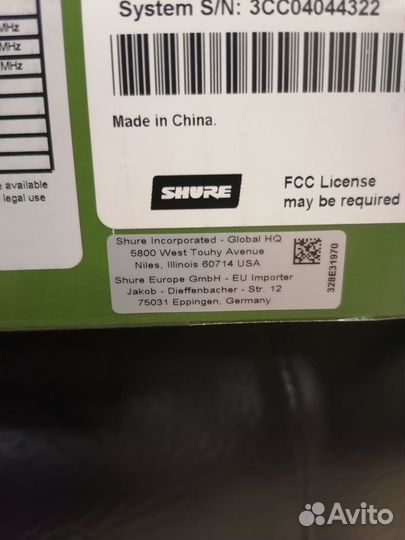 System S/N: 3CC04044322
MHz
MHz
MHz
Made in China.
e available
legal use
SHURE
FCC License
may be required
Shure Incorporated - Global HQ
5800 West Touhy Avenue
Niles, Illinois 60714 USA
Shure Europe GmbH - EU Importer
Jakob - Dieffenbacher - Str. 12
75031 Eppingen, Germany
328E31970
Avito